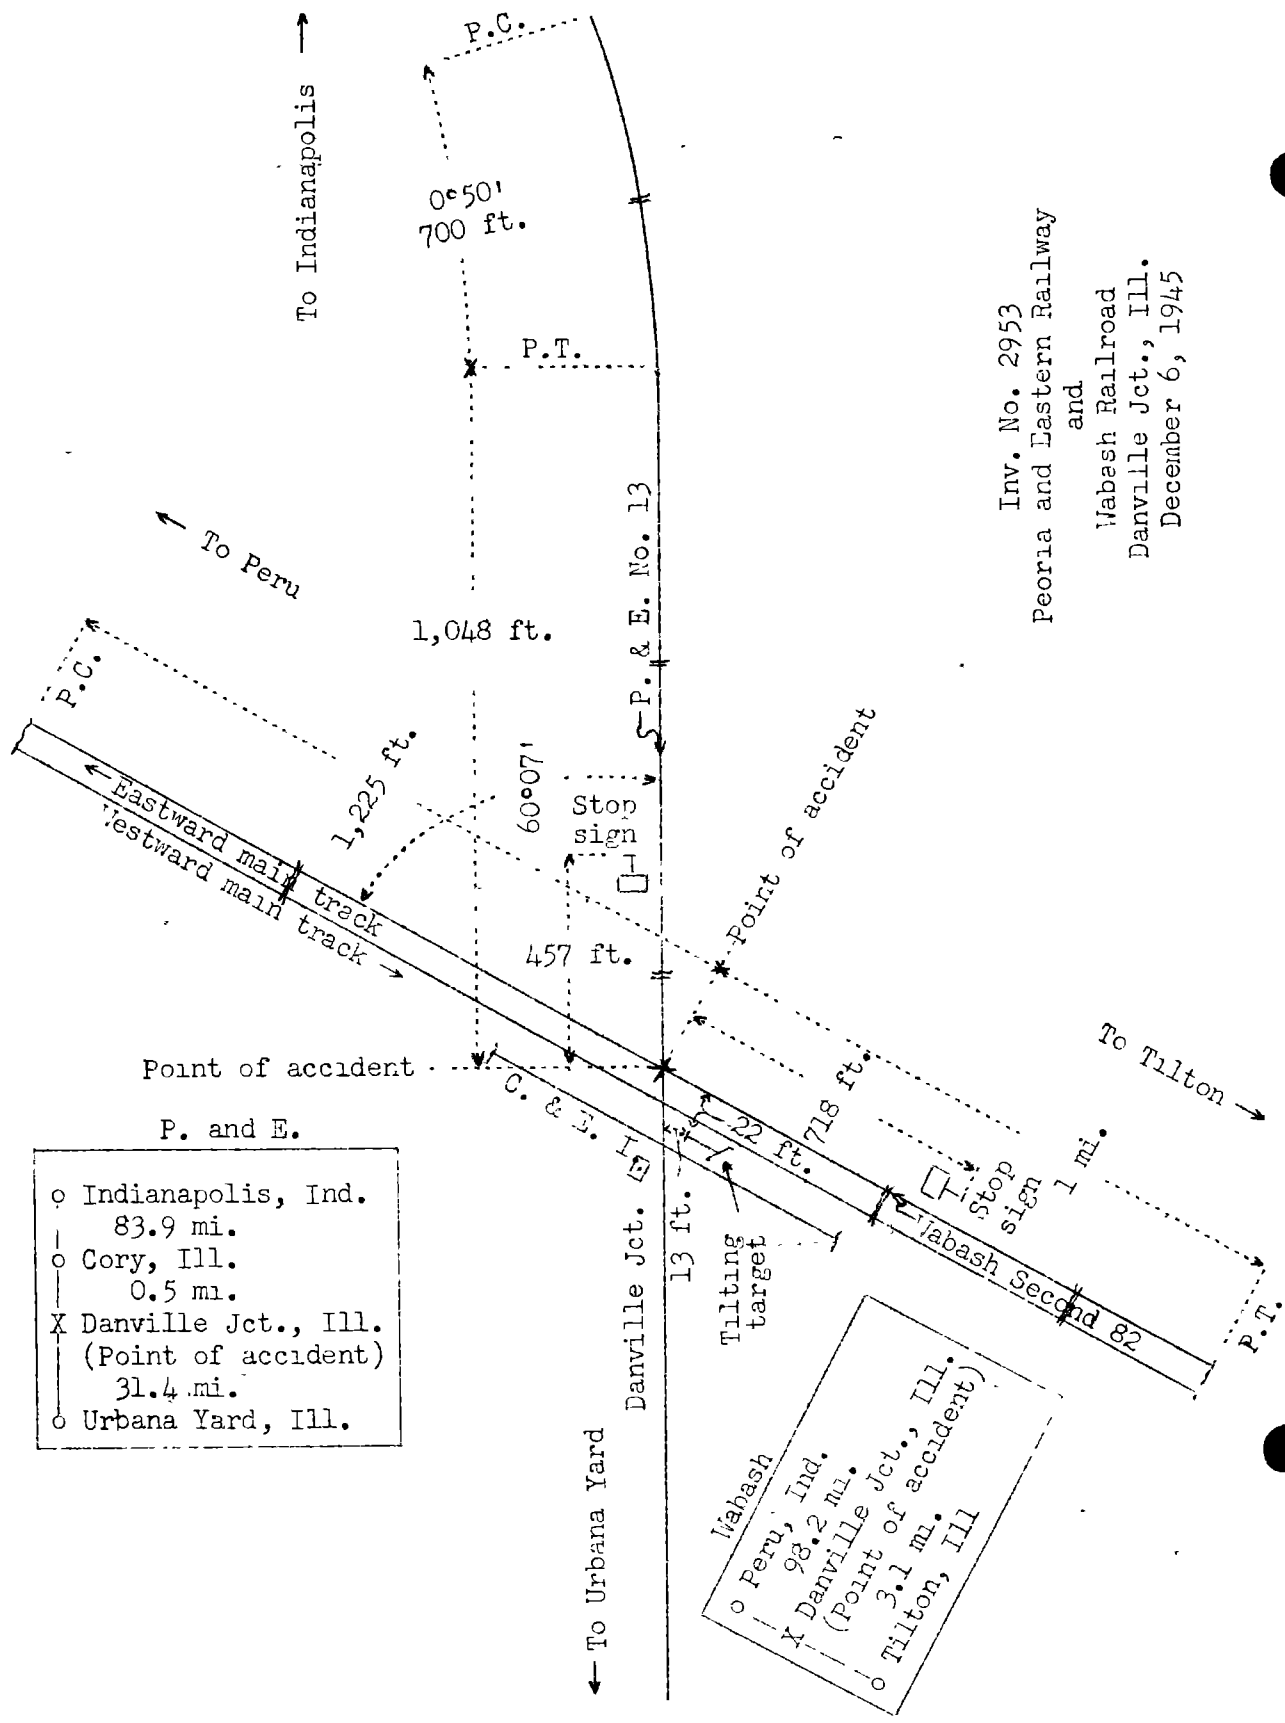 To Indianapolis →
P.C.
0°50'
700 ft.
P.T.
Inv. No. 2953
Peoria and Eastern Railway
and
Wabash Railroad
Danville Jct., Ill.
December 6, 1945
← To Peru
1,048 ft.
P. & E. No. 13
P.C.
1,225 ft.
60°07'
Stop
sign
Point of accident
← Eastward main track
Westward main track →
457 ft.
To Tilton →
Point of accident
C. & E. I.
718 ft.
22 ft.
Stop
sign
1 mi.
P. and E.
Indianapolis, Ind.
83.9 mi.
Cory, Ill.
0.5 mi.
X Danville Jct., Ill.
(Point of accident)
31.4 mi.
Urbana Yard, Ill.
Danville Jct.
13 ft.
Tilting
target
Wabash Second 82
P.T.
← To Urbana Yard
Wabash
Peru, Ind.
98.2 mi.
X Danville Jct., Ill.
(Point of accident)
3.1 mi.
Tilton, Ill